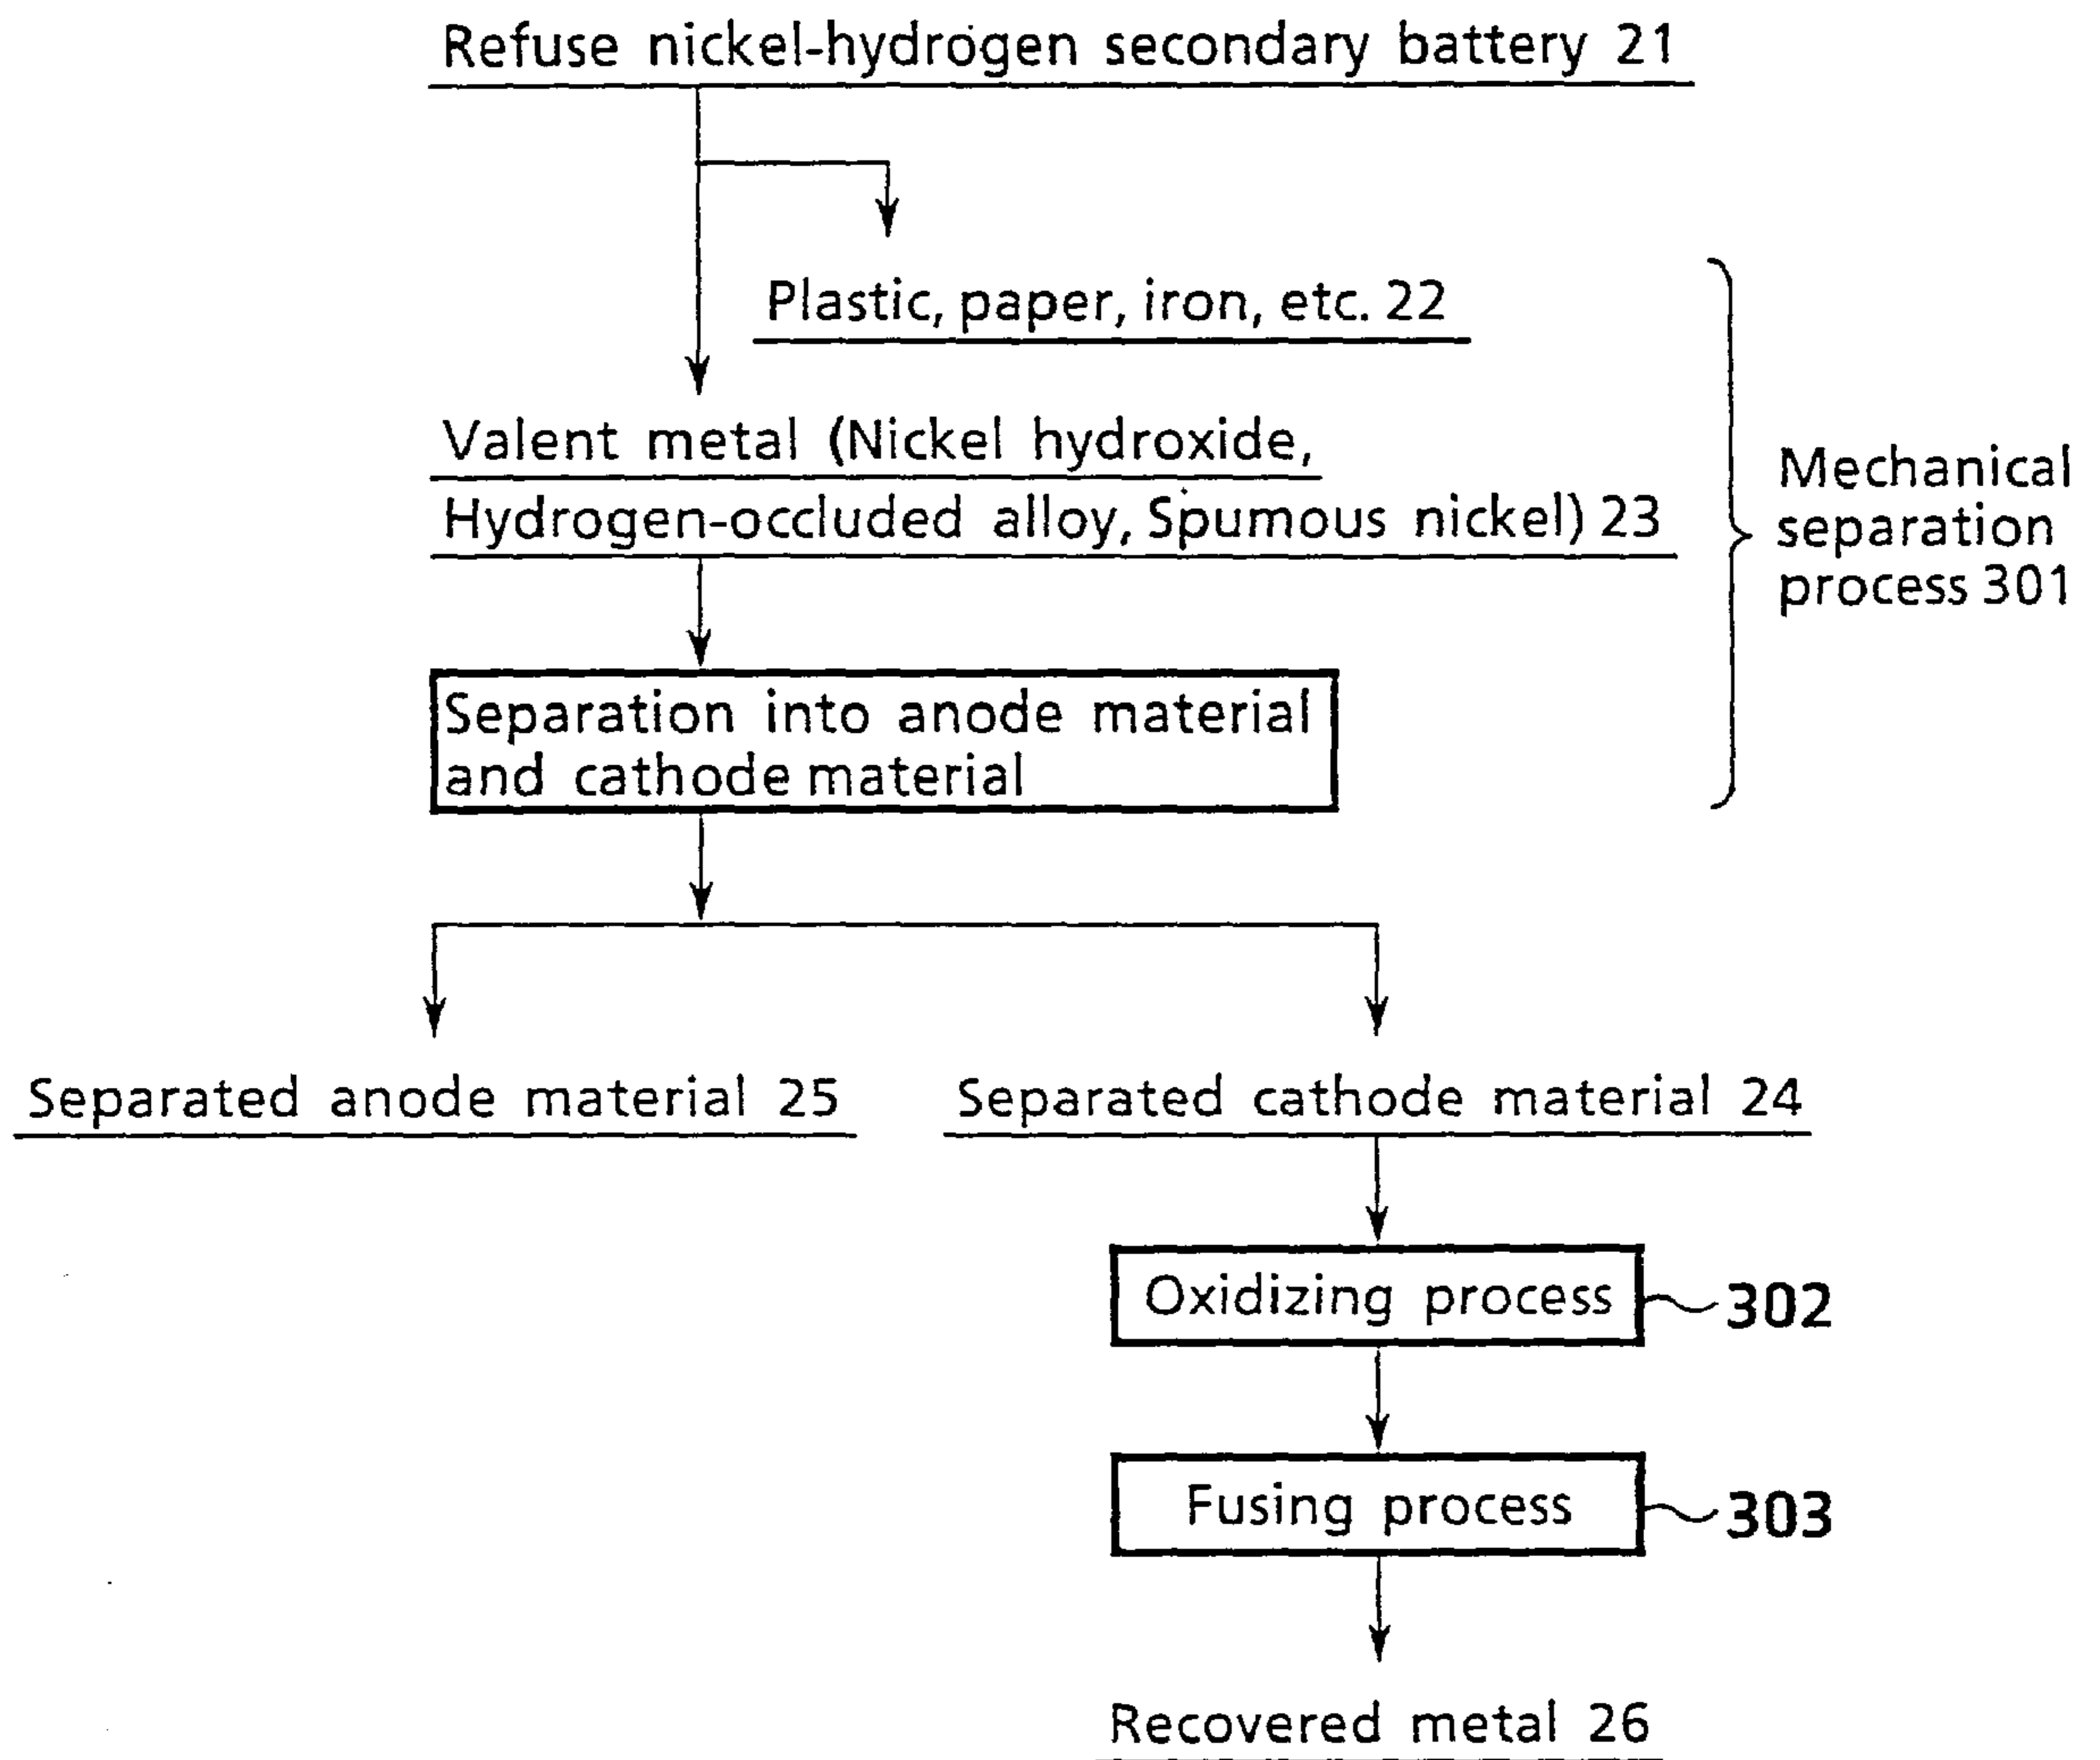 Refuse nickel-hydrogen secondary battery 21
Plastic, paper, iron, etc. 22
Valent metal (Nickel hydroxide,
Hydrogen-occluded alloy, Spumous nickel) 23
Mechanical
separation
process 301
Separation into anode material
and cathode material
Separated anode material 25
Separated cathode material 24
Oxidizing process
302
Fusing process
303
Recovered metal 26